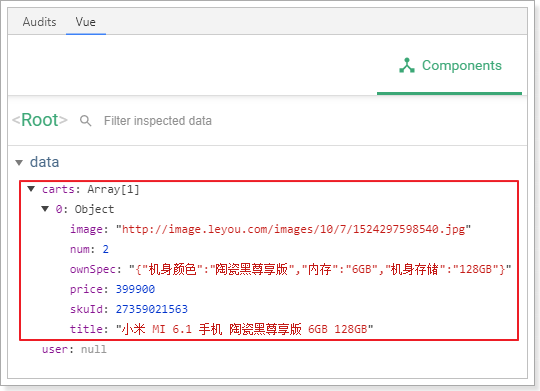 Audits Vue
Components
<Root> Filter inspected data
data
carts: Array[1]
0: Object
image: "http://image.leyou.com/images/10/7/1524297598540.jpg"
num: 2
ownSpec: "{"机身颜色":"陶瓷黑尊享版","内存":"6GB","机身存储":"128GB"}"
price: 399900
skuId: 27359021563
title: "小米 MI 6.1 手机 陶瓷黑尊享版 6GB 128GB"
user: null